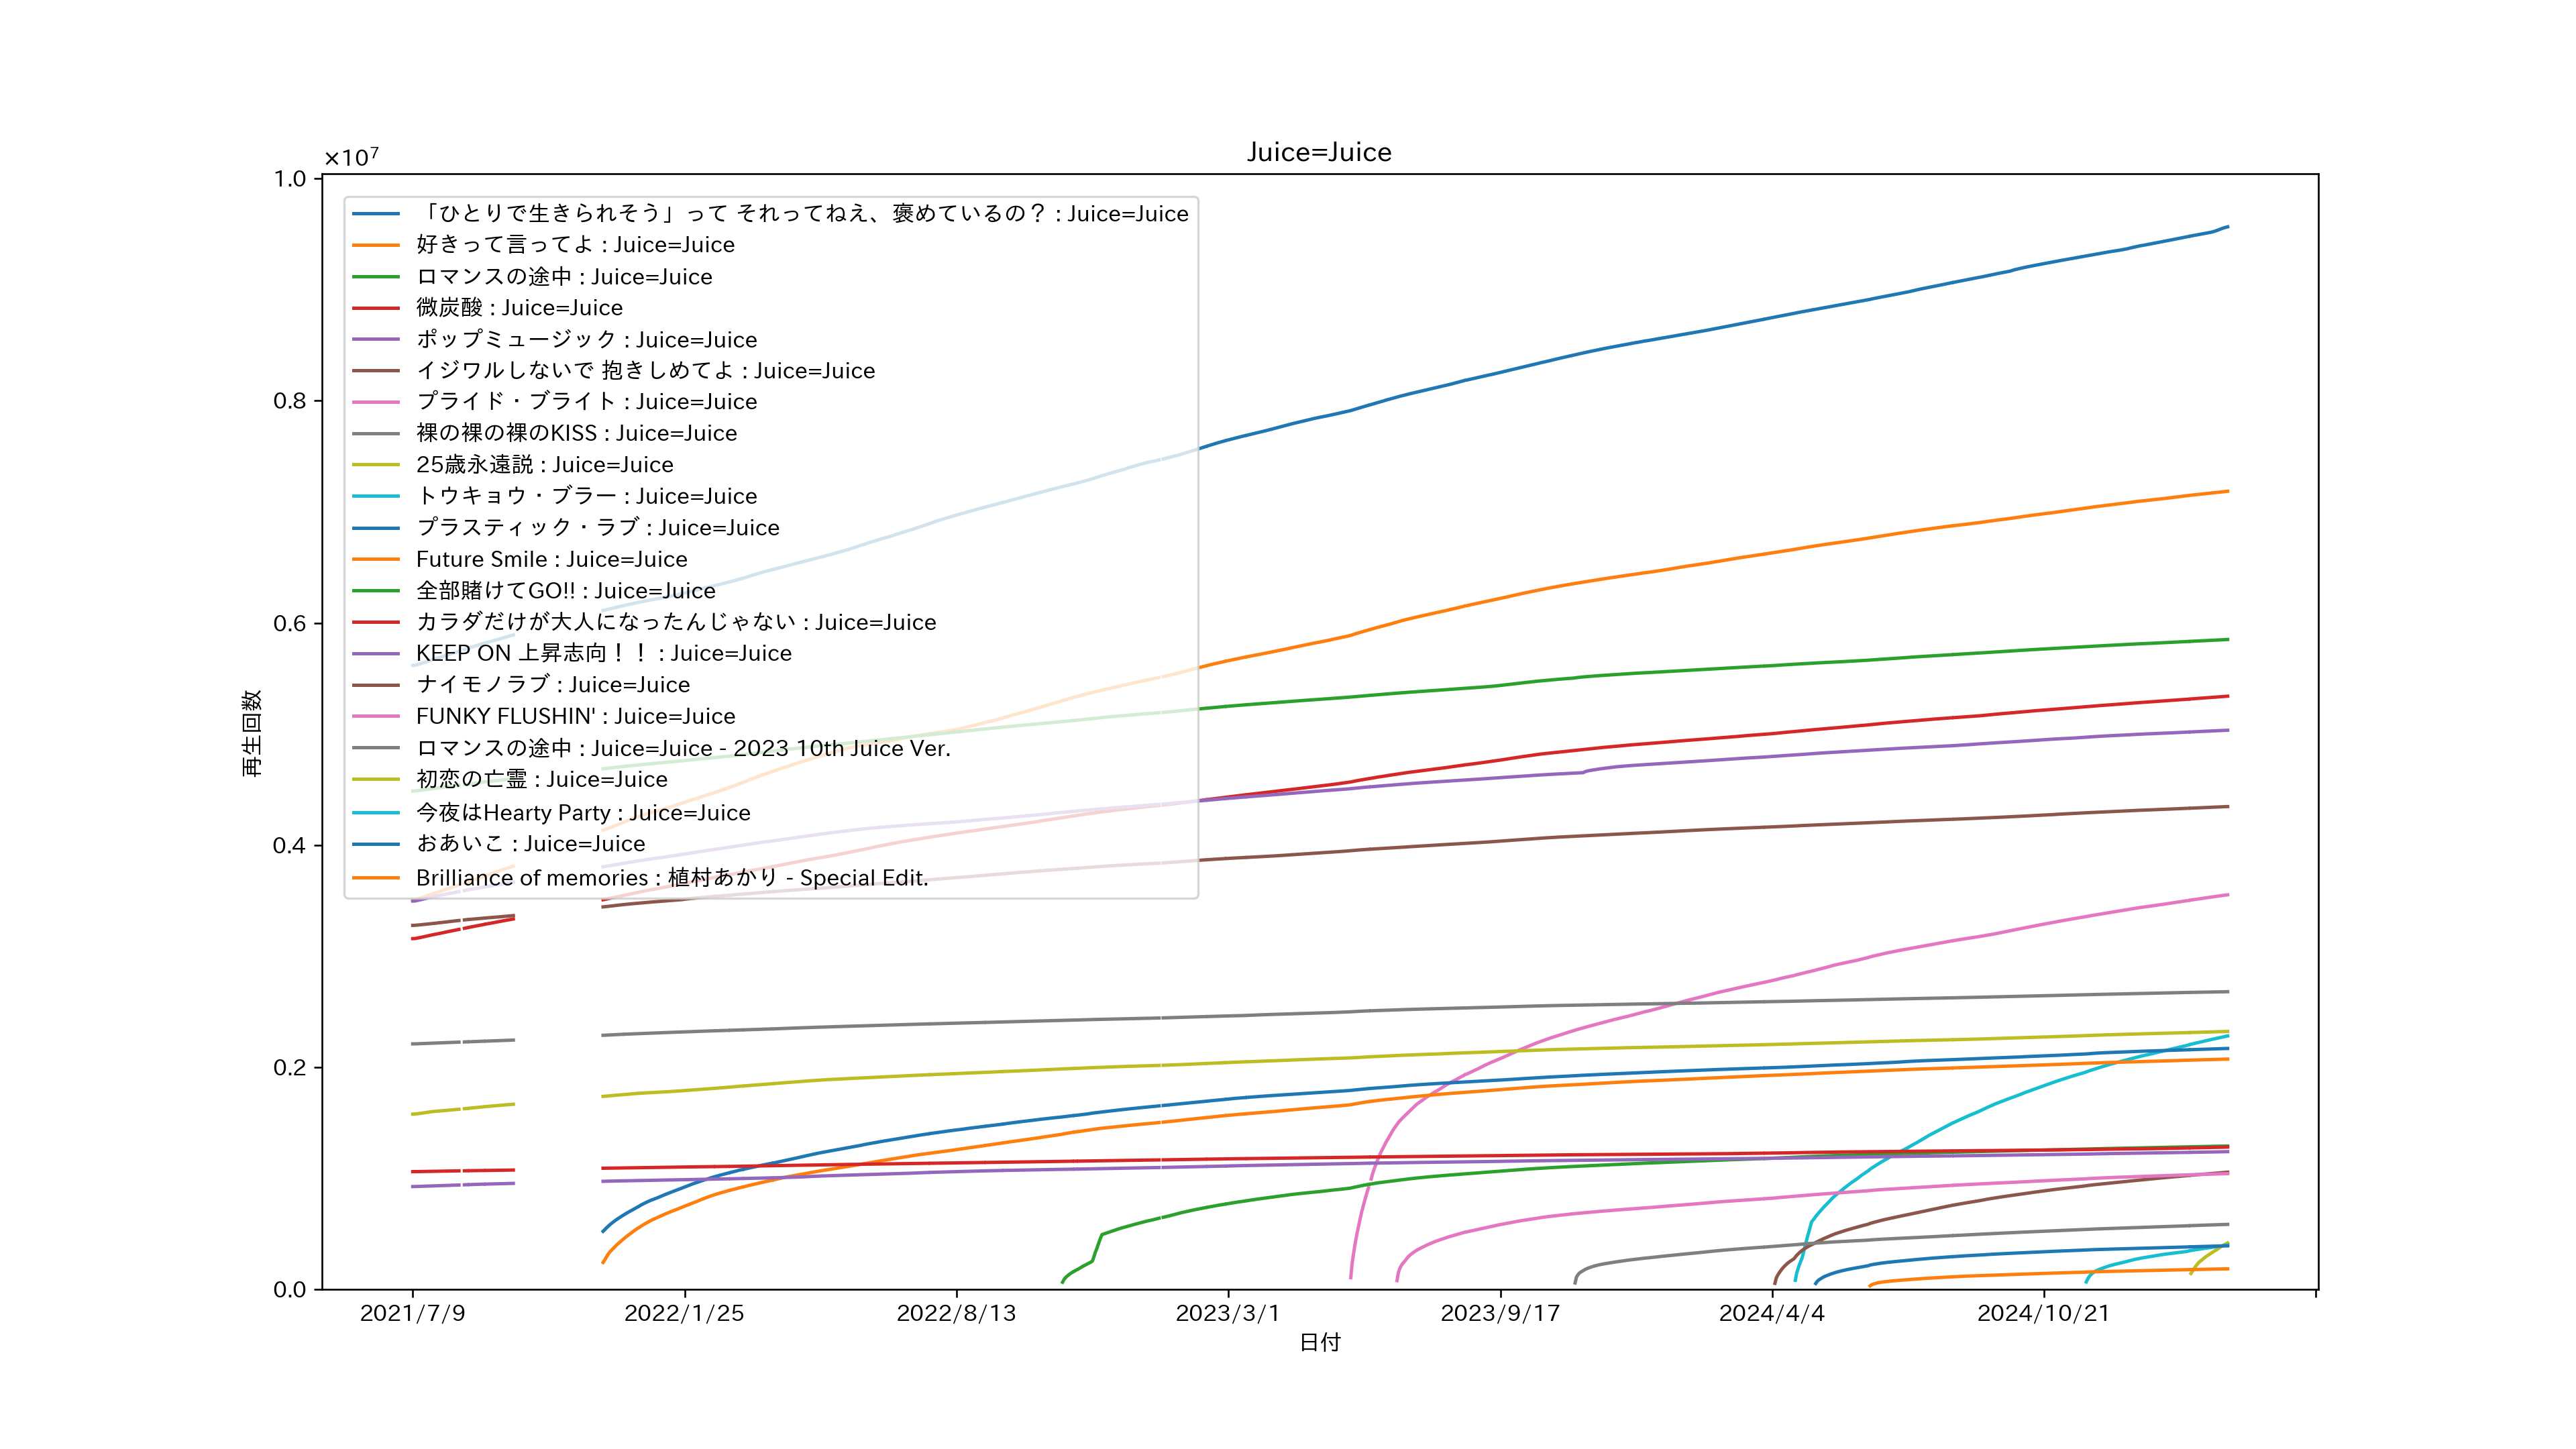 Juice=Juice
×10⁷
1.0
0.8
0.6
0.4
0.2
0.0
再生回数
「ひとりで生きられそう」って それってねえ、褒めているの？ : Juice=Juice
好きって言ってよ : Juice=Juice
ロマンスの途中 : Juice=Juice
微炭酸 : Juice=Juice
ポップミュージック : Juice=Juice
イジワルしないで 抱きしめてよ : Juice=Juice
プライド・ブライト : Juice=Juice
裸の裸の裸のKISS : Juice=Juice
25歳永遠説 : Juice=Juice
トウキョウ・ブラー : Juice=Juice
プラスティック・ラブ : Juice=Juice
Future Smile : Juice=Juice
全部賭けてGO!! : Juice=Juice
カラダだけが大人になったんじゃない : Juice=Juice
KEEP ON 上昇志向！！ : Juice=Juice
ナイモノラブ : Juice=Juice
FUNKY FLUSHIN' : Juice=Juice
ロマンスの途中 : Juice=Juice - 2023 10th Juice Ver.
初恋の亡霊 : Juice=Juice
今夜はHearty Party : Juice=Juice
おあいこ : Juice=Juice
Brilliance of memories : 植村あかり - Special Edit.
2021/7/9 2022/1/25 2022/8/13 2023/3/1 2023/9/17 2024/4/4 2024/10/21
日付